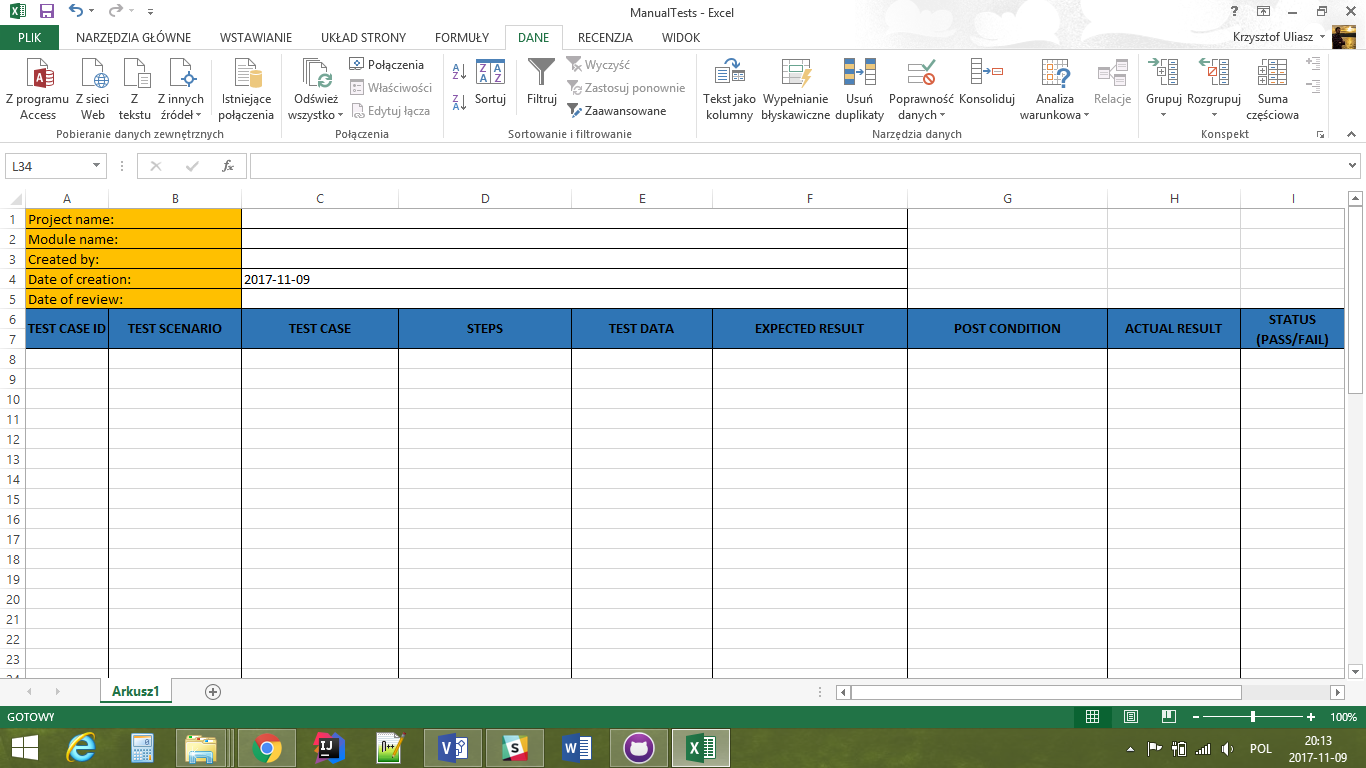 ManualTests - Excel
?
PLIK NARZĘDZIA GŁÓWNE WSTAWIANIE UKŁAD STRONY FORMUŁY DANE RECENZJA WIDOK Krzysztof Uliasz
Z programu Access
Z sieci Web
Z tekstu
Z innych źródeł
Istniejące połączenia
Pobieranie danych zewnętrznych
Odśwież wszystko
Połączenia
Właściwości
Edytuj łącza
Połączenia
Sortuj
Filtruj
Wyczyść
Zastosuj ponownie
Zaawansowane
Sortowanie i filtrowanie
Tekst jako kolumny
Wypełnianie błyskawiczne
Usuń duplikaty
Poprawność danych
Konsoliduj
Analiza warunkowa
Relacje
Narzędzia danych
Grupuj
Rozgrupuj
Suma częściowa
Konspekt
L34 fx
A B C D E F G H I
1 Project name:
2 Module name:
3 Created by:
4 Date of creation: 2017-11-09
5 Date of review:
6 TEST CASE ID TEST SCENARIO TEST CASE STEPS TEST DATA EXPECTED RESULT POST CONDITION ACTUAL RESULT STATUS
7 (PASS/FAIL)
8
9
10
11
12
13
14
15
16
17
18
19
20
21
22
23
Arkusz1
GOTOWY 100%
POL 20:13
2017-11-09